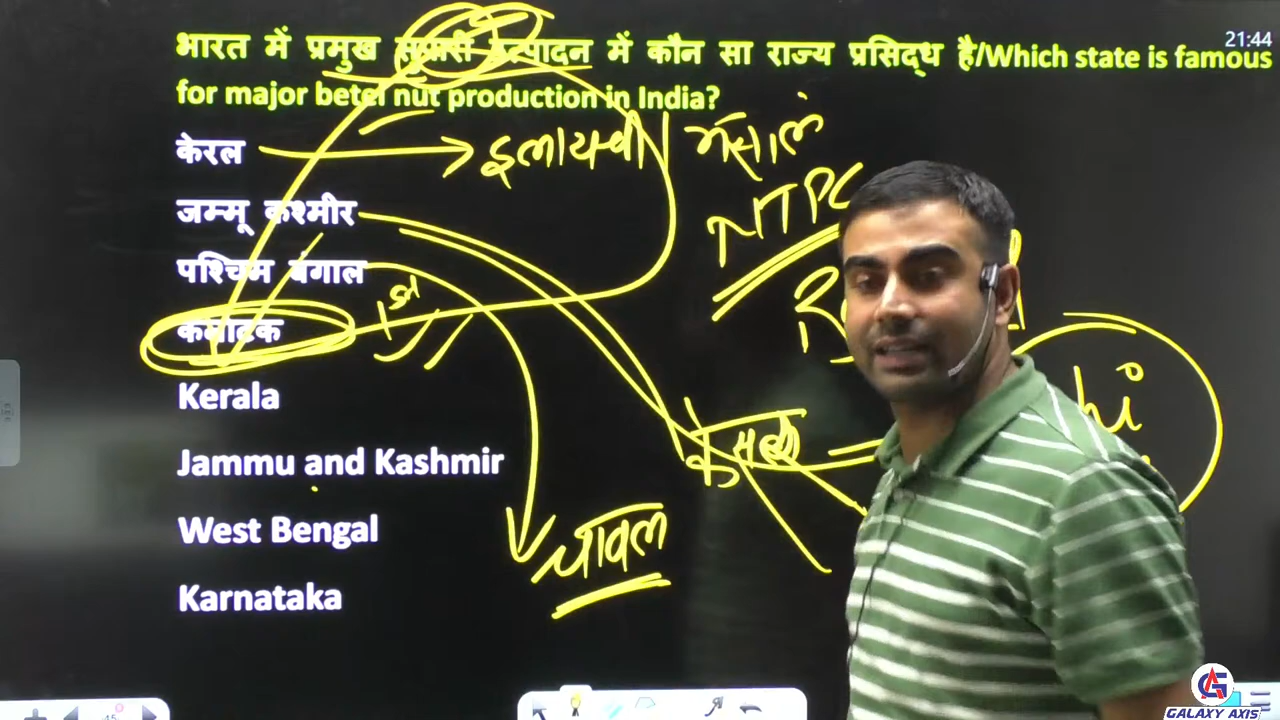 21:44
भारत में प्रमुख सुपारी उत्पादन में कौन सा राज्य प्रसिद्ध है/Which state is famous
for major betel nut production in India?
केरल
इलायची
मसाले
जम्मू कश्मीर
NTPC
पश्चिम बंगाल
कर्नाटक
Kerala
Jammu and Kashmir
West Bengal
चावल
Karnataka
GALAXY AXIS